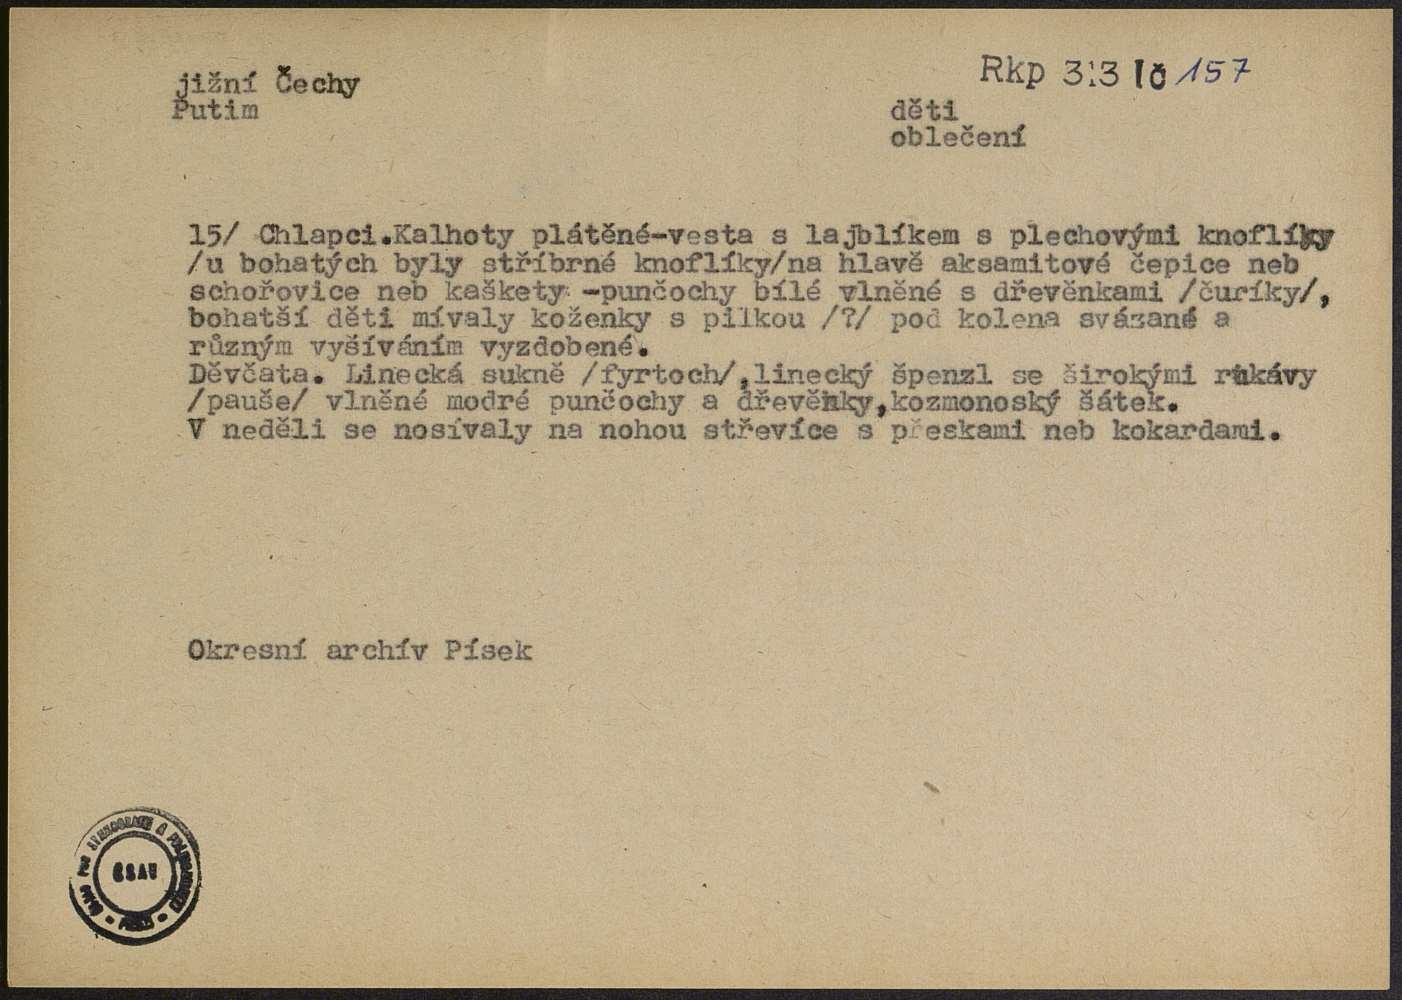 jižní Čechy
Putim
Rkp 313 lč 157
děti
oblečení
15/ Chlapci.Kalhoty plátěné-vesta s lajblíkem s plechovými knoflíky
/u bohatých byly stříbrné knoflíky/na hlavě aksamitové čepice neb
schořovice neb kaškety -punčochy bílé vlněné s dřevěnkami /čuríky/,
bohatší děti mívaly koženky s pilkou /?/ pod kolena svázané a
různým vyšíváním vyzdobené.
Děvčata. Linecká sukně /fyrtoch/,linecký špenzl se širokými rukávy
/pauše/ vlněné modré punčochy a dřevěnky,kozmonoský šátek.
V neděli se nosívaly na nohou střevíce s přeskami neb kokardami.
Okresní archív Písek
ČSAV